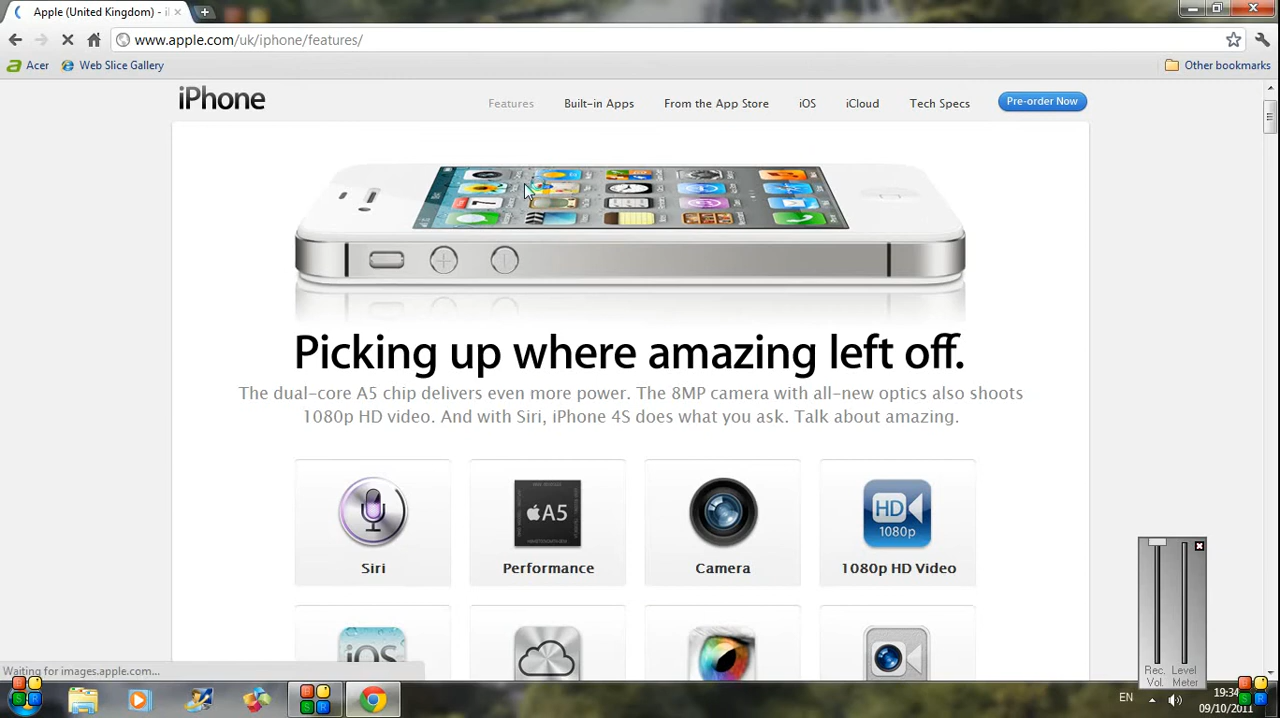 Apple (United Kingdom) - i
www.apple.com/uk/iphone/features/
Acer Web Slice Gallery Other bookmarks
iPhone Features Built-in Apps From the App Store iOS iCloud Tech Specs Pre-order Now
Picking up where amazing left off.
The dual-core A5 chip delivers even more power. The 8MP camera with all-new optics also shoots
1080p HD video. And with Siri, iPhone 4S does what you ask. Talk about amazing.
A5
HD
1080p
Siri Performance Camera 1080p HD Video
iOS
Rec. Level
Vol. Meter
Waiting for images.apple.com...
EN
19:34
09/10/2011